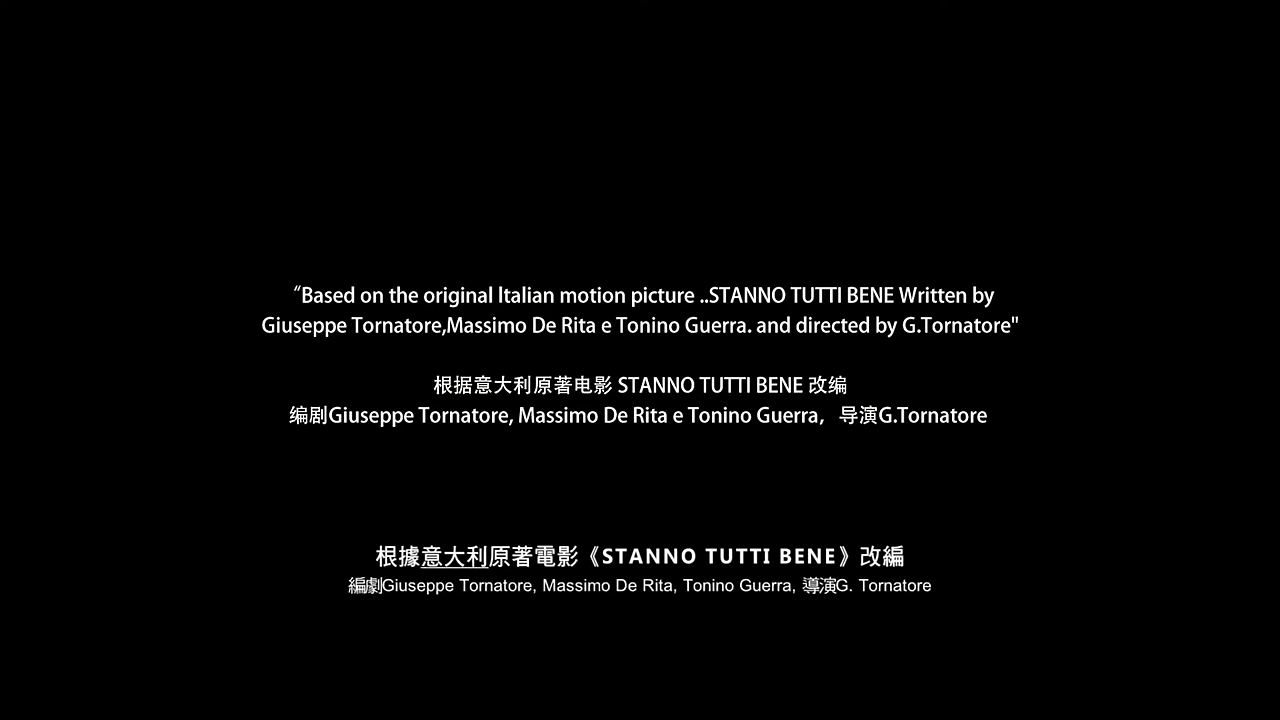 “Based on the original Italian motion picture ..STANNO TUTTI BENE Written by
Giuseppe Tornatore,Massimo De Rita e Tonino Guerra. and directed by G.Tornatore"
根据意大利原著电影 STANNO TUTTI BENE 改编
编剧Giuseppe Tornatore, Massimo De Rita e Tonino Guerra，导演G.Tornatore
根據意大利原著電影《STANNO TUTTI BENE》改編
編劇Giuseppe Tornatore, Massimo De Rita, Tonino Guerra, 導演G. Tornatore